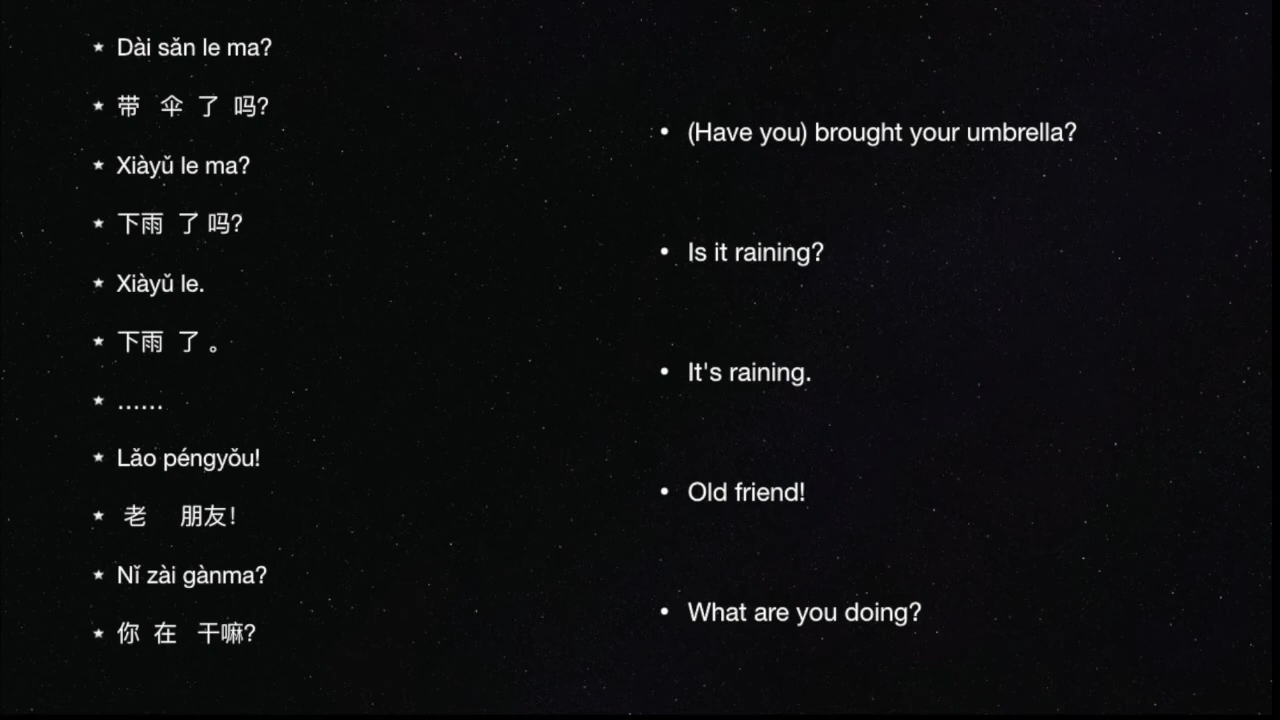 Dài sǎn le ma?
带 伞 了 吗?
Xiàyǔ le ma?
下雨 了 吗?
Xiàyǔ le.
下雨 了 。
......
Lǎo péngyǒu!
老 朋友!
Nǐ zài gànma?
你 在 干嘛?
(Have you) brought your umbrella?
Is it raining?
It's raining.
Old friend!
What are you doing?